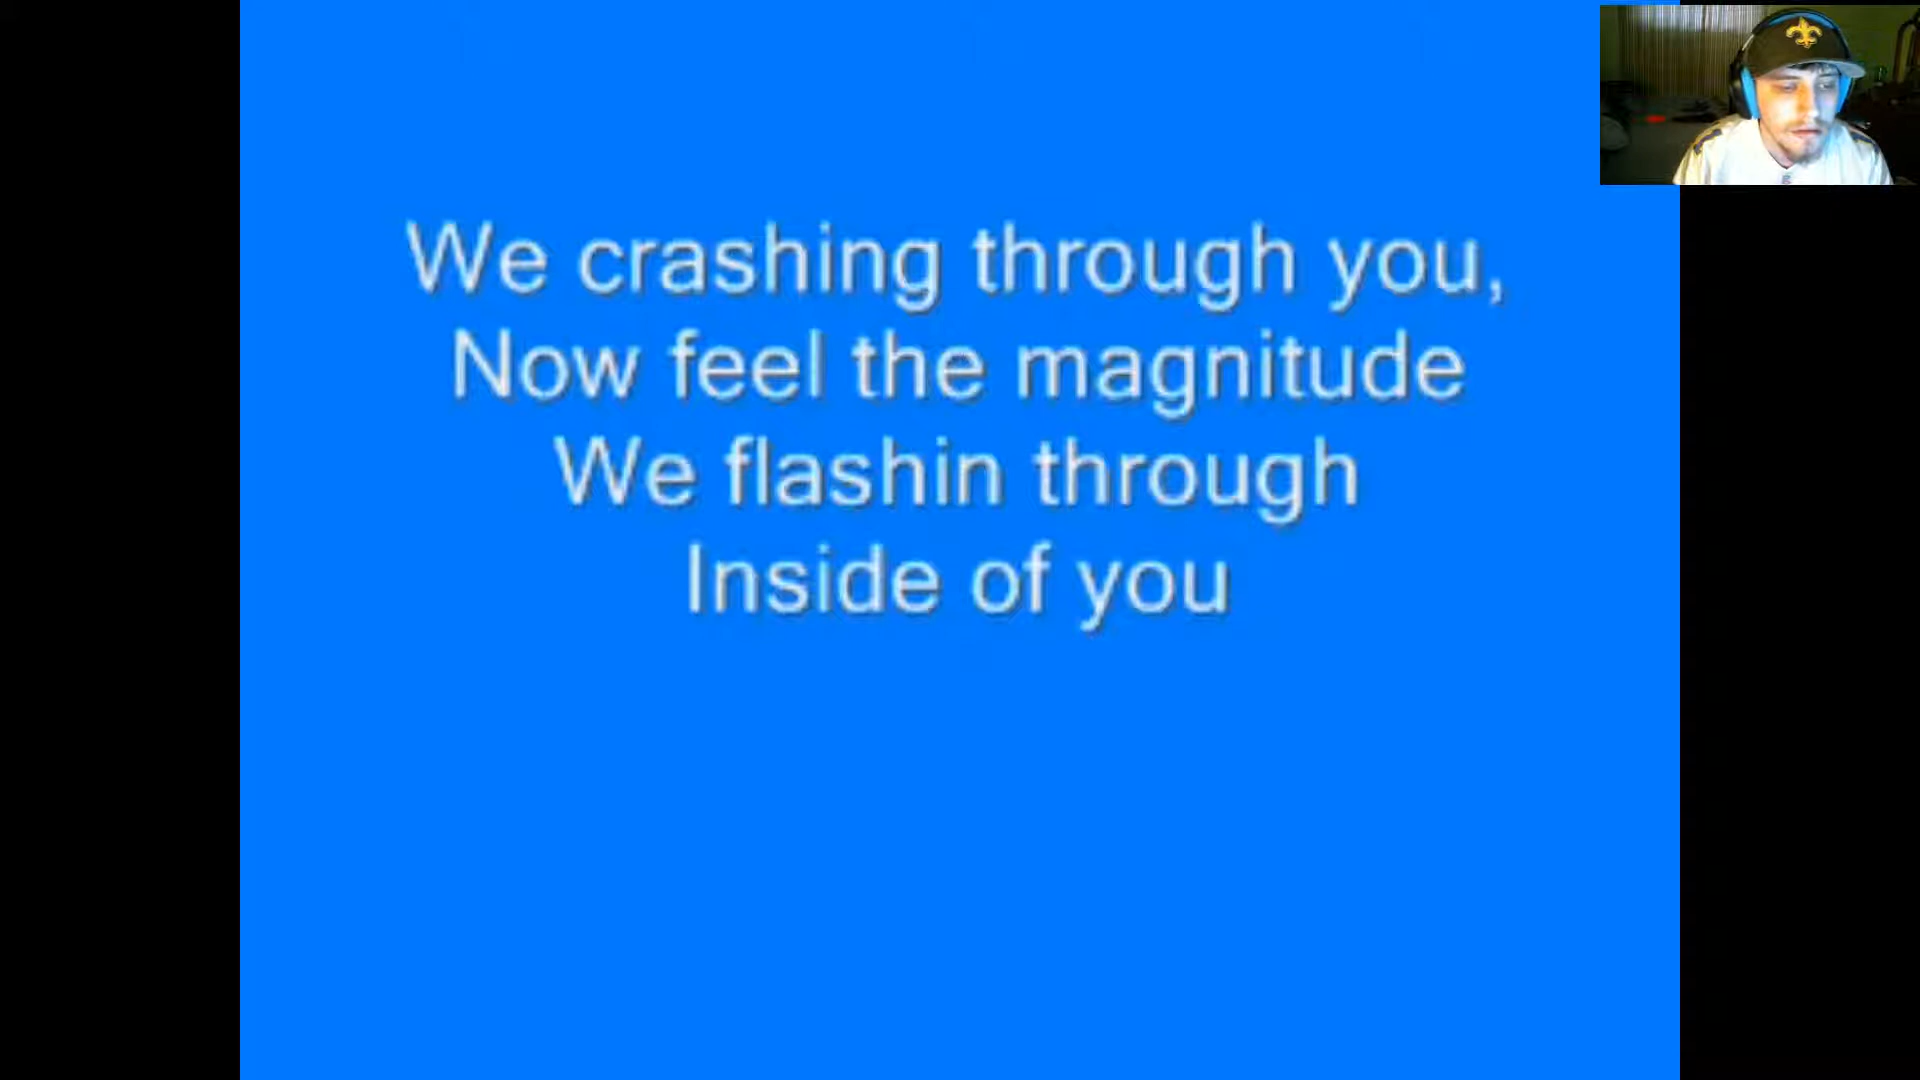 We crashing through you,
Now feel the magnitude
We flashin through
Inside of you